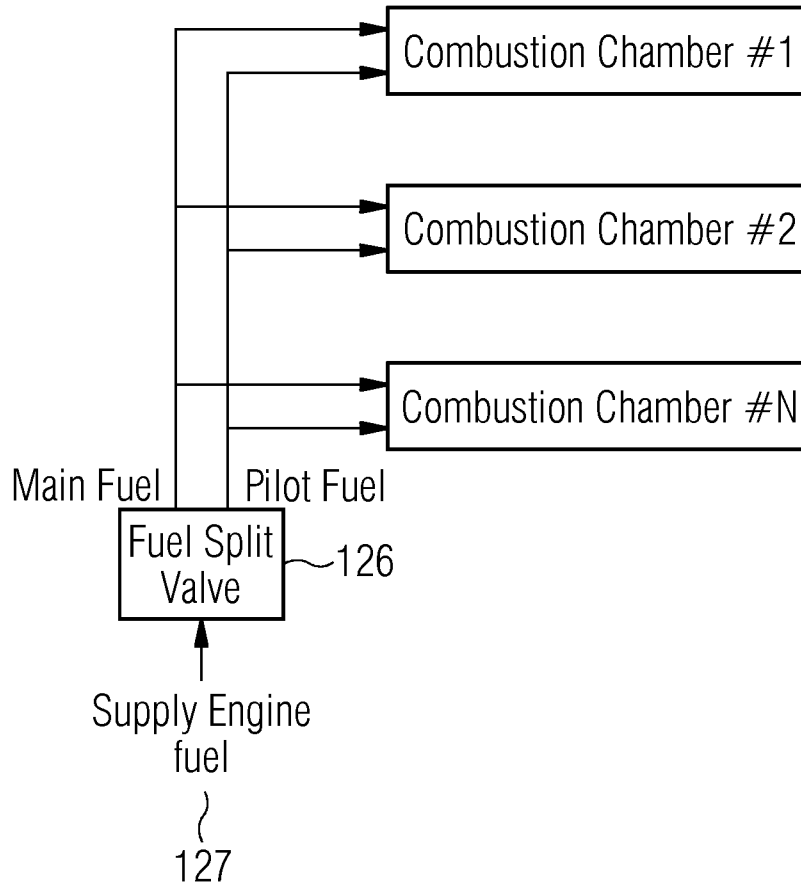 Combustion Chamber #1
Combustion Chamber #2
Combustion Chamber #N
Main Fuel
Pilot Fuel
Fuel Split
Valve
126
Supply Engine
fuel
127